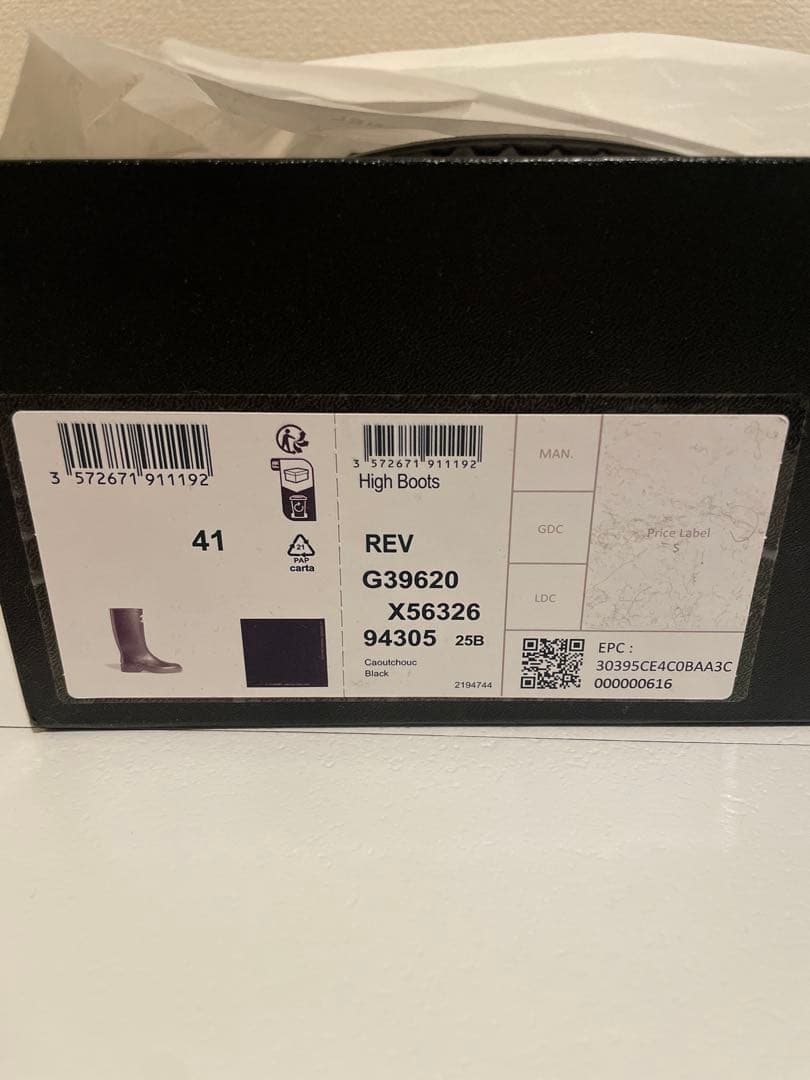 3 572671 911192
41
21
PAP
carta
3 572671 911192
High Boots
REV
G39620
X56326
94305 25B
Caoutchouc
Black
2194744
MAN.
GDC
LDC
Price Label
S
EPC :
30395CE4C0BAA3C
000000616